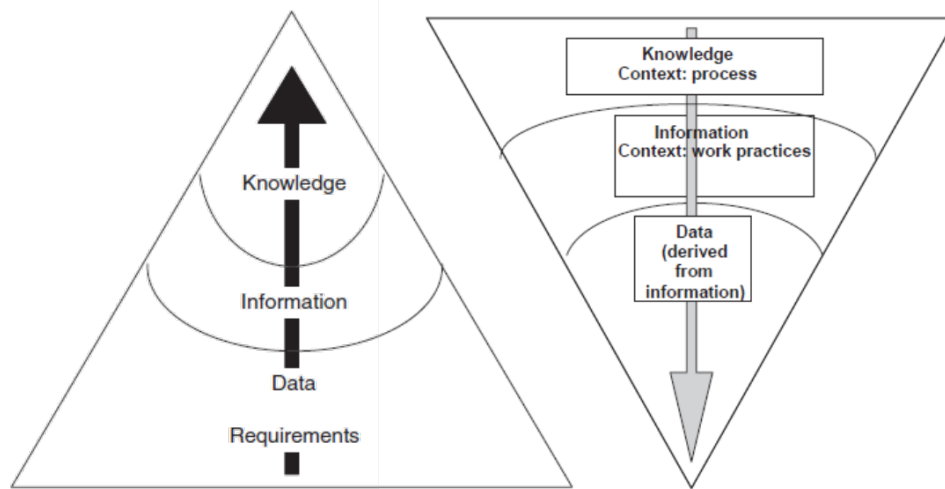 Knowledge
Information
Data
Requirements
Knowledge
Context: process
Information
Context: work practices
Data
(derived
from
information)